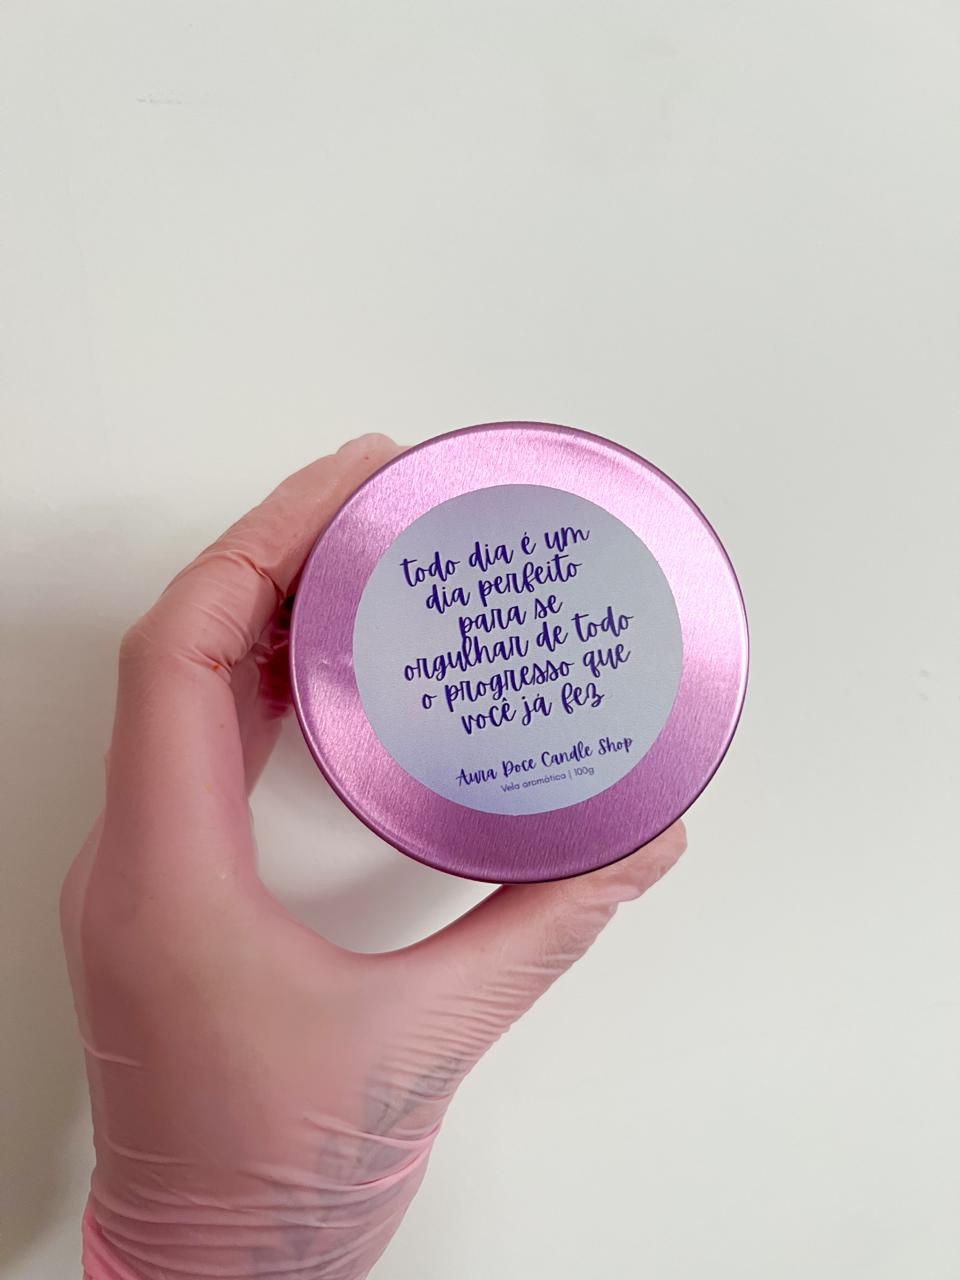 todo dia é um
dia perfeito
para se
orgulhar de todo
o progresso que
você já fez
Aura Doce Candle Shop
Vela aromática | 100g